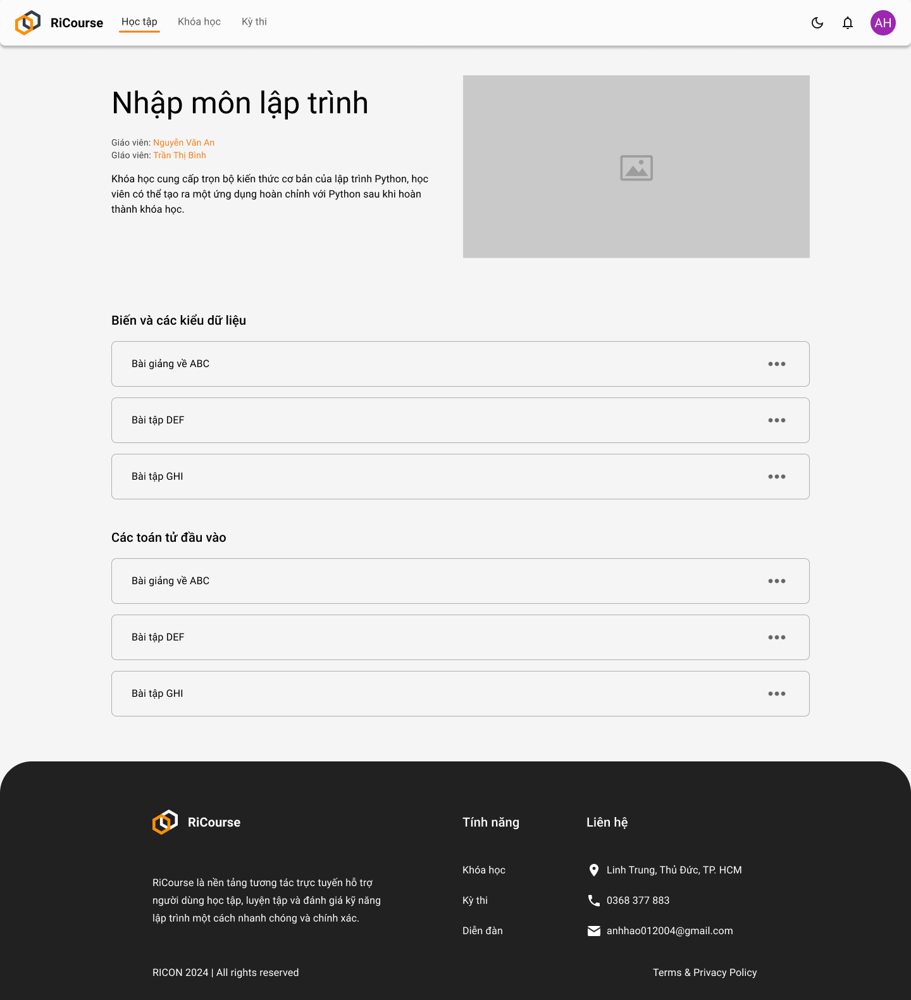 RiCourse
Học tập
Khóa học
Kỳ thi
AH
Nhập môn lập trình
Giáo viên: Nguyễn Văn An
Gláo viên: Trần Thị Bình
Khóa học cung cấp trọn bộ kiến thức cơ bản của lập trình Python, học
viên có thể tạo ra một ứng dụng hoàn chỉnh với Python sau khi hoàn
thành khóa học.
Biến và các kiểu dữ liệu
Bài giảng về ABC
Bài tập DEF
Bài tập GHI
Các toán tử đầu vào
Bài giảng về ABC
Bài tập DEF
Bài tập GHI
RiCourse
RiCourse là nền tảng tương tác trực tuyến hỗ trợ
người dùng học tập, luyện tập và đánh giá kỹ năng
lập trình một cách nhanh chóng và chính xác.
Tính năng
Khóa học
Kỳ thi
Diễn đàn
Liên hệ
Linh Trung, Thủ Đức, TP. HCM
0368 377 883
anhhao012004@gmail.com
RICON 2024 | All rights reserved
Terms & Privacy Policy